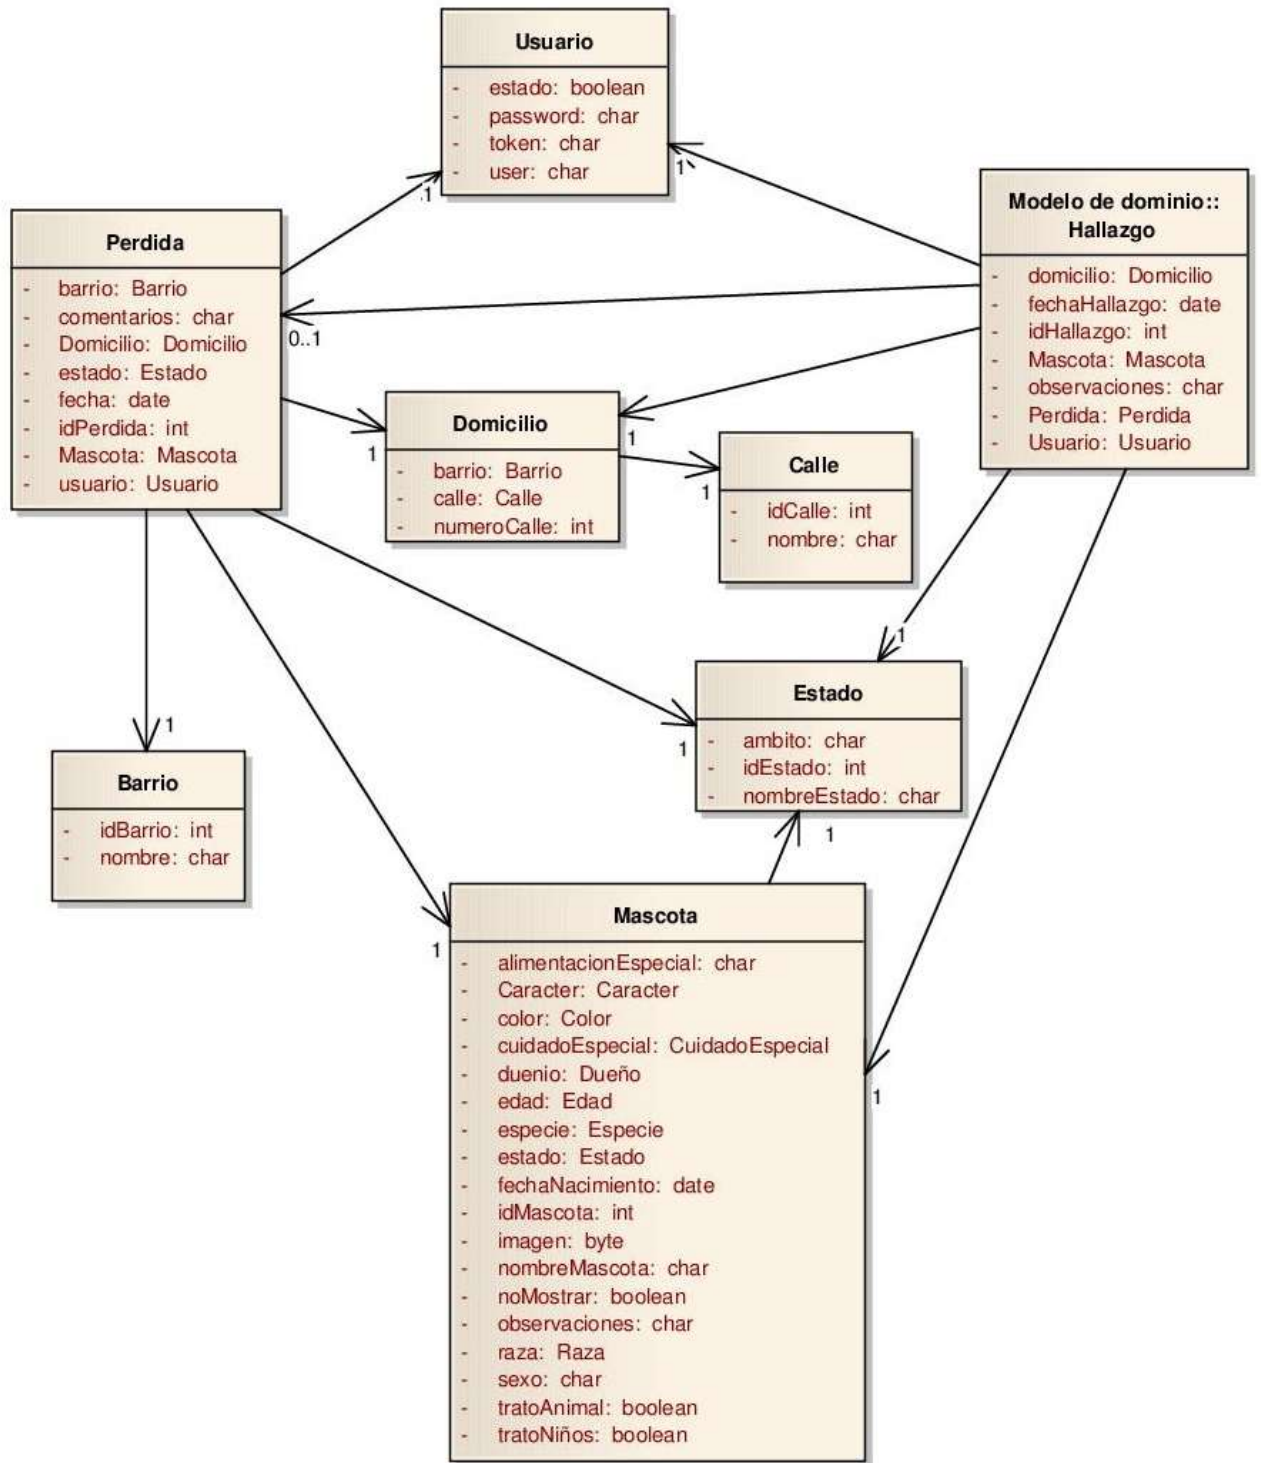 Usuario
- estado: boolean
- password: char
- token: char
- user: char
1
1
Modelo de dominio::
Hallazgo
- domicilio: Domicilio
- fechaHallazgo: date
- idHallazgo: int
- Mascota: Mascota
- observaciones: char
- Perdida: Perdida
- Usuario: Usuario
Perdida
- barrio: Barrio
- comentarios: char
- Domicilio: Domicilio
- estado: Estado
- fecha: date
- idPerdida: int
- Mascota: Mascota
- usuario: Usuario
0..1
Domicilio
- barrio: Barrio
- calle: Calle
- numeroCalle: int
1
1
Calle
- idCalle: int
- nombre: char
1
1
Estado
- ambito: char
- idEstado: int
- nombreEstado: char
1
1
Barrio
- idBarrio: int
- nombre: char
1
Mascota
- alimentacionEspecial: char
- Caracter: Caracter
- color: Color
- cuidadoEspecial: CuidadoEspecial
- duenio: Dueño
- edad: Edad
- especie: Especie
- estado: Estado
- fechaNacimiento: date
- idMascota: int
- imagen: byte
- nombreMascota: char
- noMostrar: boolean
- observaciones: char
- raza: Raza
- sexo: char
- tratoAnimal: boolean
- tratoNiños: boolean
1
1